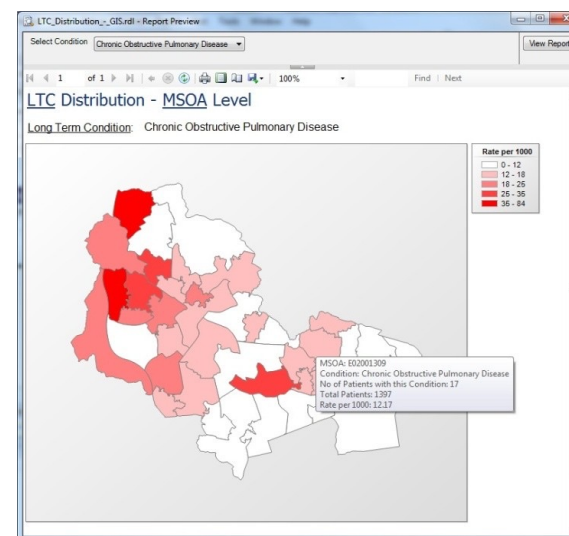 LTC_Distribution_-_GIS.rdl - Report Preview
Select Condition Chronic Obstructive Pulmonary Disease View Report
1 of 1 100% Find | Next
LTC Distribution - MSOA Level
Long Term Condition: Chronic Obstructive Pulmonary Disease
Rate per 1000
0 - 12
12 - 18
18 - 25
25 - 35
35 - 84
MSOA: E02001309
Condition: Chronic Obstructive Pulmonary Disease
No of Patients with this Condition: 17
Total Patients: 1397
Rate per 1000: 12.17